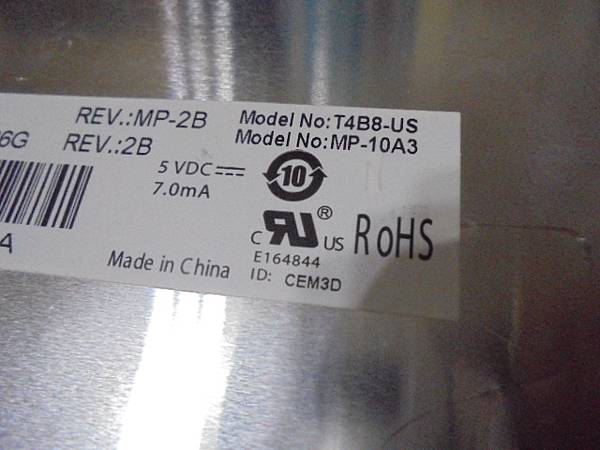 REV.:MP-2B Model No:T4B8-US
6G REV.:2B Model No:MP-10A3
5 VDC⎓
7.0mA
10
c RU ® US RoHS
E164844
A Made in China ID: CEM3D